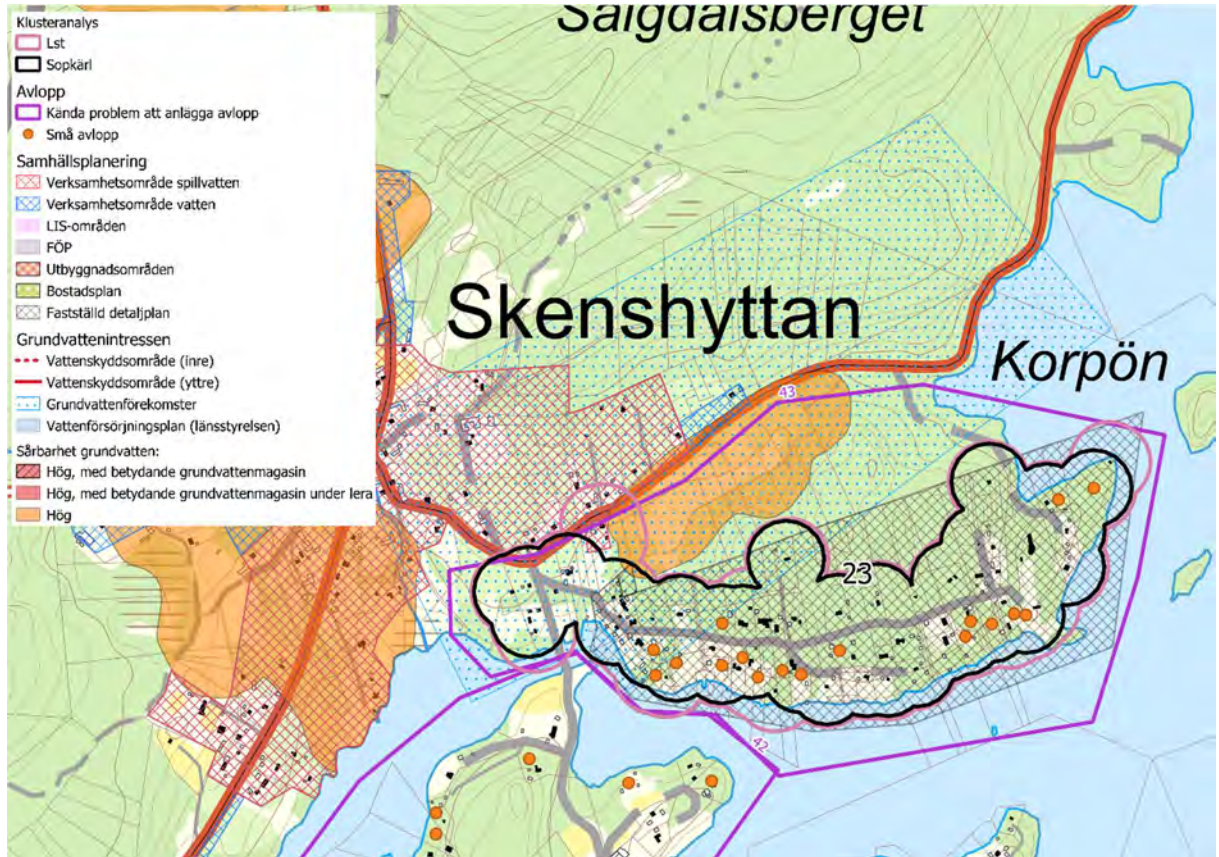 Klusteranalys
Lst
Sopkärl
Avlopp
Kända problem att anlägga avlopp
Små avlopp
Samhällsplanering
Verksamhetsområde spillvatten
Verksamhetsområde vatten
LIS-områden
FÖP
Utbyggnadsområden
Bostadsplan
Fastställd detaljplan
Grundvattenintressen
Vattenskyddsområde (inre)
Vattenskyddsområde (yttre)
Grundvattenförekomster
Vattenförsörjningsplan (länsstyrelsen)
Sårbarhet grundvatten:
Hög, med betydande grundvattenmagasin
Hög, med betydande grundvattenmagasin under lera
Hög
Salgdalsberget
Skenshyttan
Korpön
43
23
42